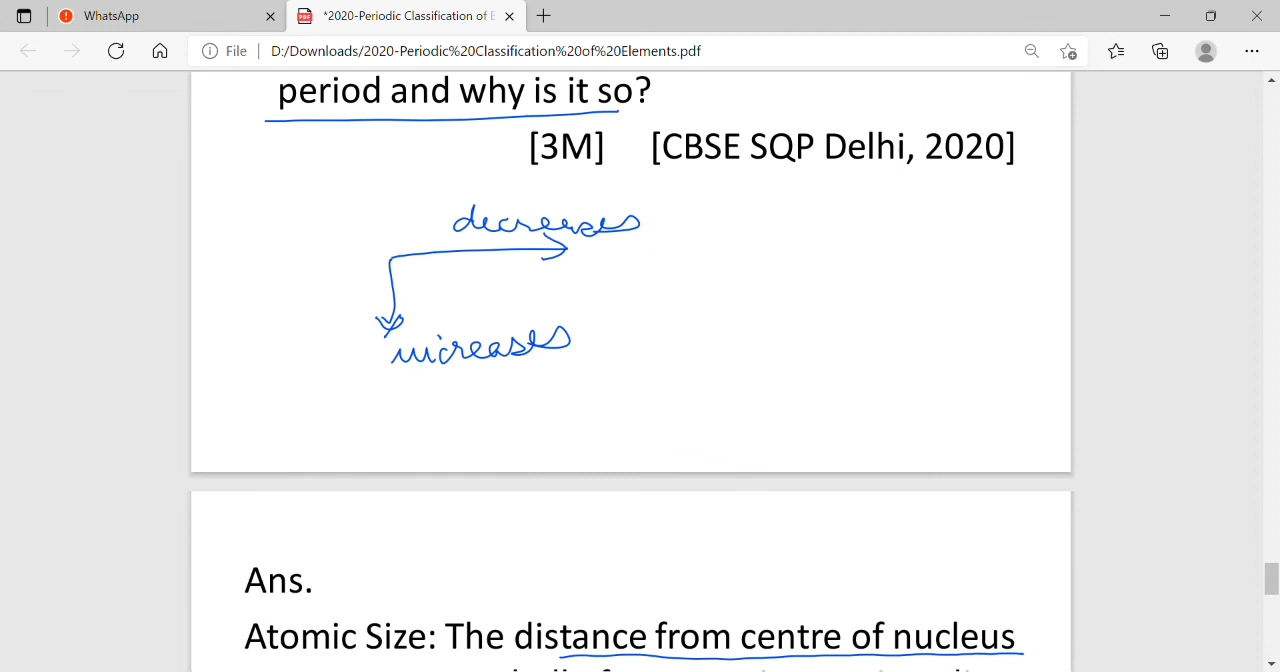 WhatsApp
*2020-Periodic Classification of E
File
D:/Downloads/2020-Periodic%20Classification%20of%20Elements.pdf
period and why is it so?
[3M] [CBSE SQP Delhi, 2020]
decreases
increases
Ans.
Atomic Size: The distance from centre of nucleus